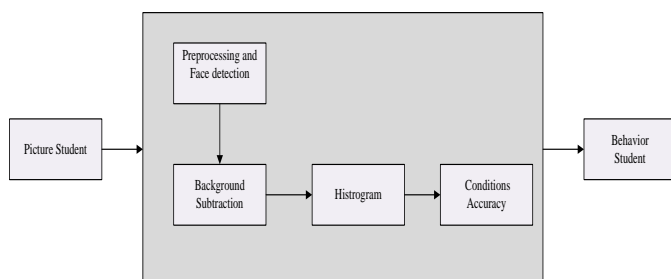 Preprocessing and
Face detection
Picture Student
Behavior
Student
Background
Subtraction
Histrogram
Conditions
Accuracy